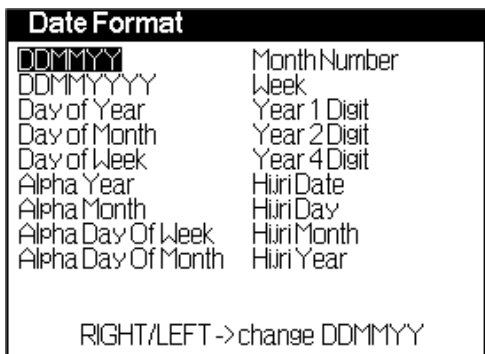 Date Format
DDMMYY
DDMMYYYY
Day of Year
Day of Month
Day of Week
Alpha Year
Alpha Month
Alpha Day Of Week
Alpha Day Of Month
Month Number
Week
Year 1 Digit
Year 2 Digit
Year 4 Digit
Hijri Date
Hijri Day
Hijri Month
Hijri Year
RIGHT/LEFT -> change DDMMYY